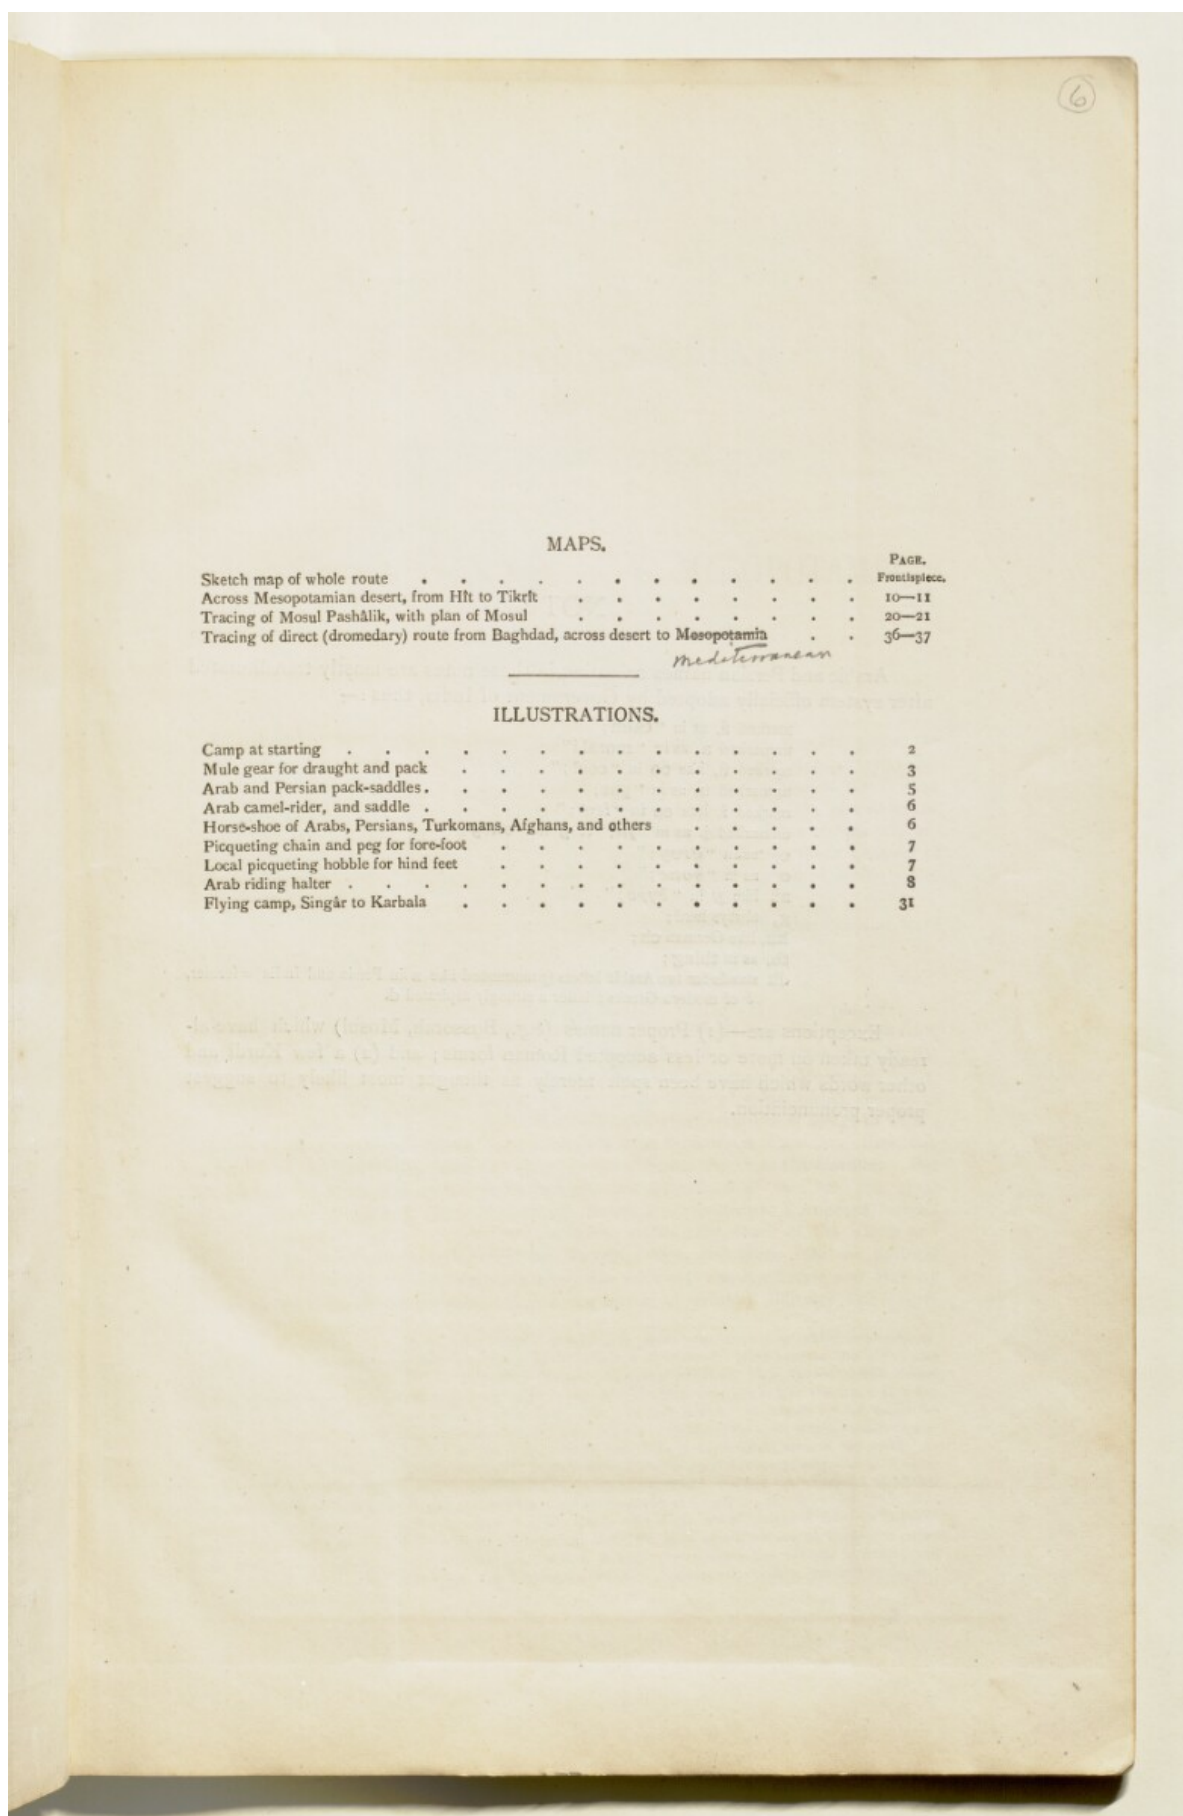 6
MAPS.
PAGE.
Sketch map of whole route . . . . . . . . . . . . Frontispiece.
Across Mesopotamian desert, from Hît to Tikrît . . . . . . . . 10—11
Tracing of Mosul Pashâlik, with plan of Mosul . . . . . . . . 20—21
Tracing of direct (dromedary) route from Baghdad, across desert to Mesopotamia . . 36—37
mediterranean
ILLUSTRATIONS.
Camp at starting . . . . . . . . . . . . . . 2
Mule gear for draught and pack . . . . . . . . . . . 3
Arab and Persian pack-saddles . . . . . . . . . . . . 5
Arab camel-rider, and saddle . . . . . . . . . . . . 6
Horse-shoe of Arabs, Persians, Turkomans, Afghans, and others . . . . . 6
Picqueting chain and peg for fore-foot . . . . . . . . . . 7
Local picqueting hobble for hind feet . . . . . . . . . . 7
Arab riding halter . . . . . . . . . . . . . . 8
Flying camp, Singâr to Karbala . . . . . . . . . . . 31